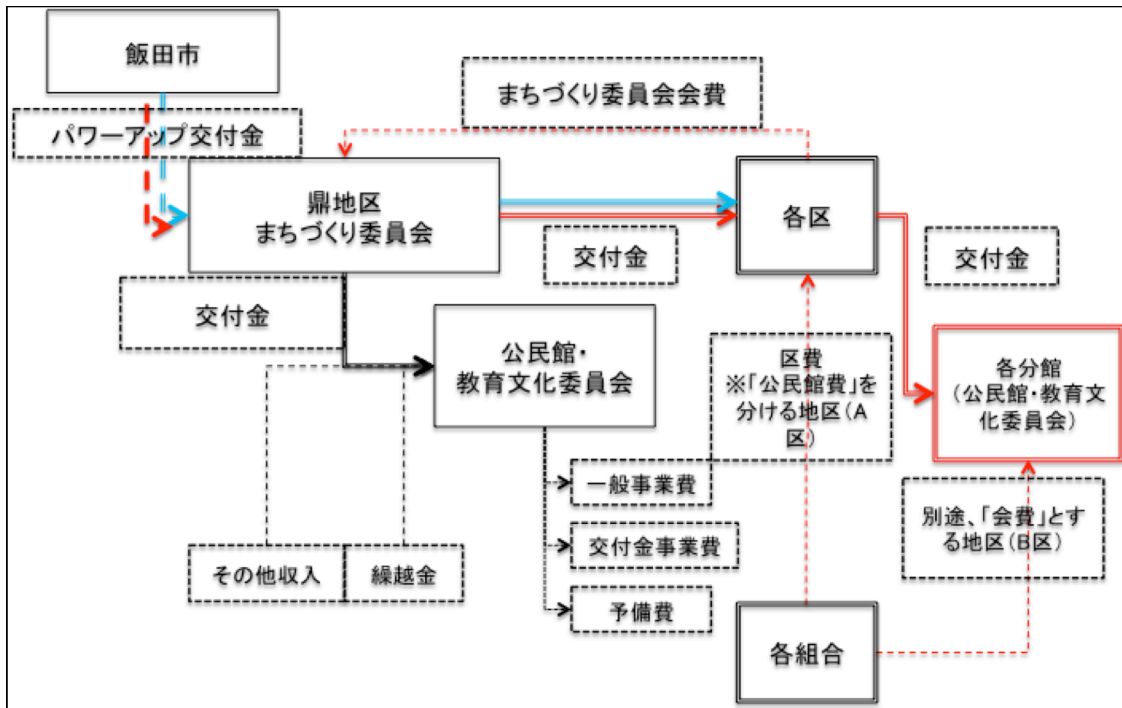 飯田市
まちづくり委員会会費
パワーアップ交付金
鼎地区
まちづくり委員会
各区
交付金
交付金
交付金
公民館・
教育文化委員会
区費
※「公民館費」を
分ける地区(A
区)
各分館
(公民館・教育文
化委員会)
一般事業費
別途、「会費」とす
る地区(B区)
交付金事業費
その他収入
繰越金
予備費
各組合